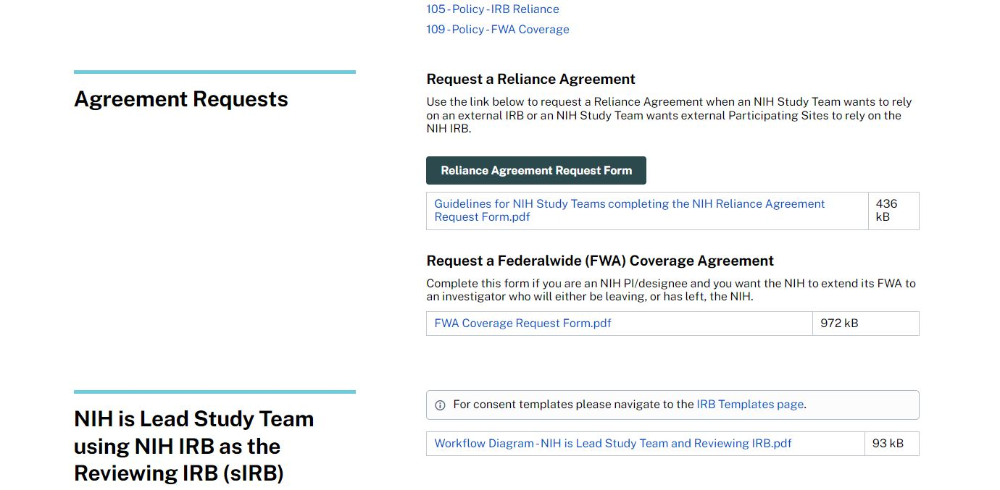 105 - Policy - IRB Reliance
109 - Policy - FWA Coverage
Agreement Requests
Request a Reliance Agreement
Use the link below to request a Reliance Agreement when an NIH Study Team wants to rely
on an external IRB or an NIH Study Team wants external Participating Sites to rely on the
NIH IRB.
Reliance Agreement Request Form
Guidelines for NIH Study Teams completing the NIH Reliance Agreement
Request Form.pdf
436
kB
Request a Federalwide (FWA) Coverage Agreement
Complete this form if you are an NIH PI/designee and you want the NIH to extend its FWA to
an investigator who will either be leaving, or has left, the NIH.
FWA Coverage Request Form.pdf
972 kB
NIH is Lead Study Team
using NIH IRB as the
Reviewing IRB (sIRB)
For consent templates please navigate to the IRB Templates page.
Workflow Diagram - NIH is Lead Study Team and Reviewing IRB.pdf
93 kB